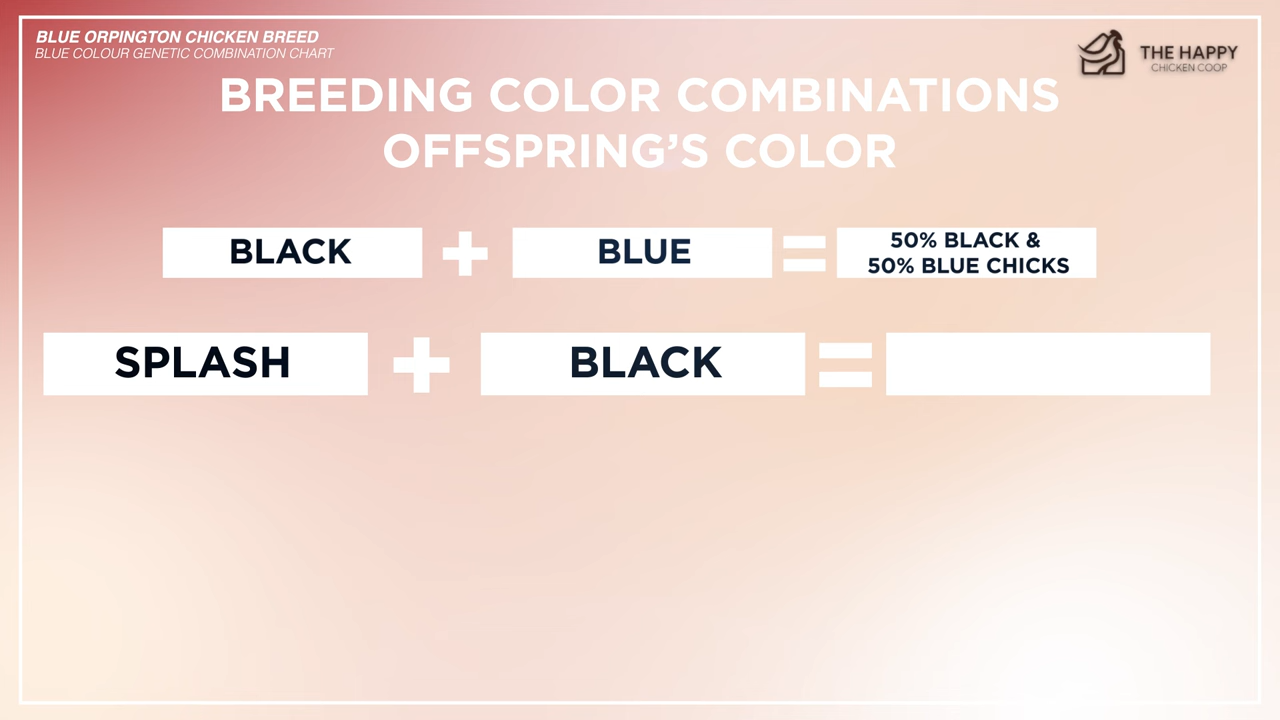 BLUE ORPINGTON CHICKEN BREED
BLUE COLOUR GENETIC COMBINATION CHART
THE HAPPY
CHICKEN COOP
BREEDING COLOR COMBINATIONS
OFFSPRING'S COLOR
BLACK + BLUE = 50% BLACK &
50% BLUE CHICKS
SPLASH + BLACK =